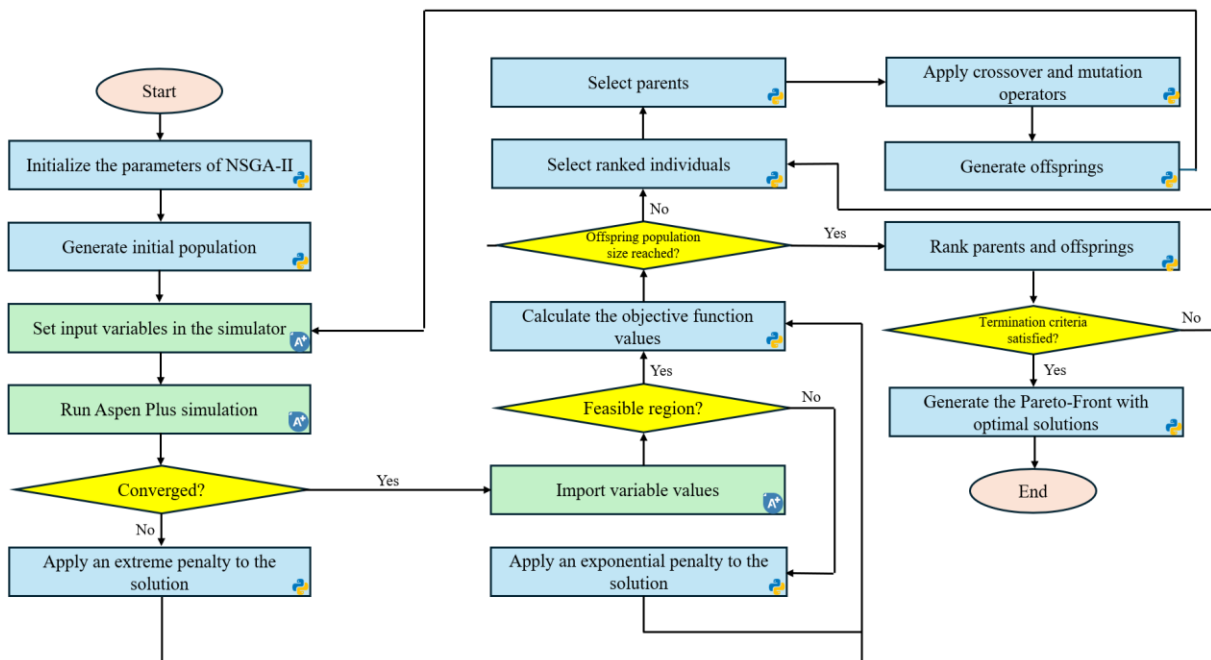 Start
Initialize the parameters of NSGA-II
Generate initial population
Set input variables in the simulator
A+
Run Aspen Plus simulation
A+
Converged?
Yes
No
Apply an extreme penalty to the
solution
Select parents
Select ranked individuals
No
Offspring population
size reached?
Yes
Calculate the objective function
values
Yes
Feasible region?
No
Import variable values
A+
Apply an exponential penalty to the
solution
Apply crossover and mutation
operators
Generate offsprings
Rank parents and offsprings
Termination criteria
satisfied?
No
Yes
Generate the Pareto-Front with
optimal solutions
End